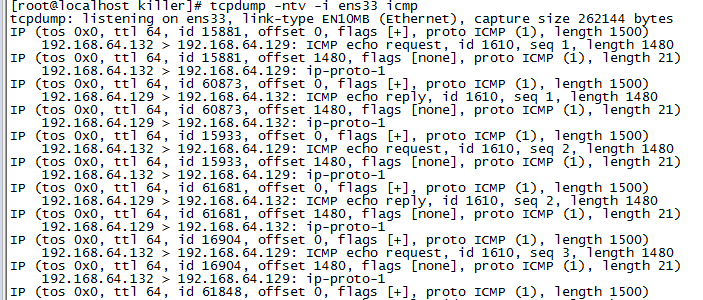 [root@localhost killer]# tcpdump -ntv -i ens33 icmp
tcpdump: listening on ens33, link-type EN10MB (Ethernet), capture size 262144 bytes
IP (tos 0x0, ttl 64, id 15881, offset 0, flags [+], proto ICMP (1), length 1500)
    192.168.64.132 > 192.168.64.129: ICMP echo request, id 1610, seq 1, length 1480
IP (tos 0x0, ttl 64, id 15881, offset 1480, flags [none], proto ICMP (1), length 21)
    192.168.64.132 > 192.168.64.129: ip-proto-1
IP (tos 0x0, ttl 64, id 60873, offset 0, flags [+], proto ICMP (1), length 1500)
    192.168.64.129 > 192.168.64.132: ICMP echo reply, id 1610, seq 1, length 1480
IP (tos 0x0, ttl 64, id 60873, offset 1480, flags [none], proto ICMP (1), length 21)
    192.168.64.129 > 192.168.64.132: ip-proto-1
IP (tos 0x0, ttl 64, id 15933, offset 0, flags [+], proto ICMP (1), length 1500)
    192.168.64.132 > 192.168.64.129: ICMP echo request, id 1610, seq 2, length 1480
IP (tos 0x0, ttl 64, id 15933, offset 1480, flags [none], proto ICMP (1), length 21)
    192.168.64.132 > 192.168.64.129: ip-proto-1
IP (tos 0x0, ttl 64, id 61681, offset 0, flags [+], proto ICMP (1), length 1500)
    192.168.64.129 > 192.168.64.132: ICMP echo reply, id 1610, seq 2, length 1480
IP (tos 0x0, ttl 64, id 61681, offset 1480, flags [none], proto ICMP (1), length 21)
    192.168.64.129 > 192.168.64.132: ip-proto-1
IP (tos 0x0, ttl 64, id 16904, offset 0, flags [+], proto ICMP (1), length 1500)
    192.168.64.132 > 192.168.64.129: ICMP echo request, id 1610, seq 3, length 1480
IP (tos 0x0, ttl 64, id 16904, offset 1480, flags [none], proto ICMP (1), length 21)
    192.168.64.132 > 192.168.64.129: ip-proto-1
IP (tos 0x0, ttl 64, id 61848, offset 0, flags [+], proto ICMP (1), length 1500)